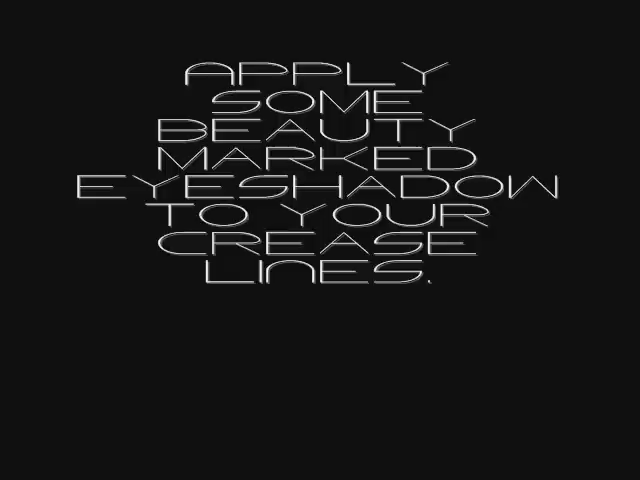 APPLY
SOME
BEAUTY
MARKED
EYESHADOW
TO YOUR
CREASE
LINES.